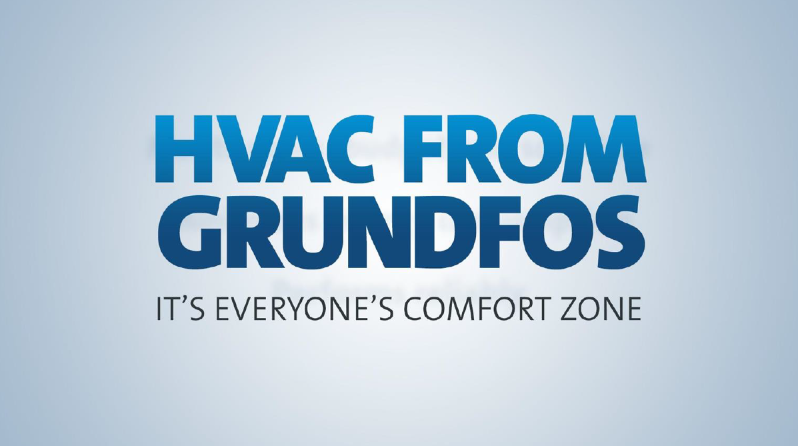 HVAC FROM
GRUNDFOS
IT'S EVERYONE'S COMFORT ZONE